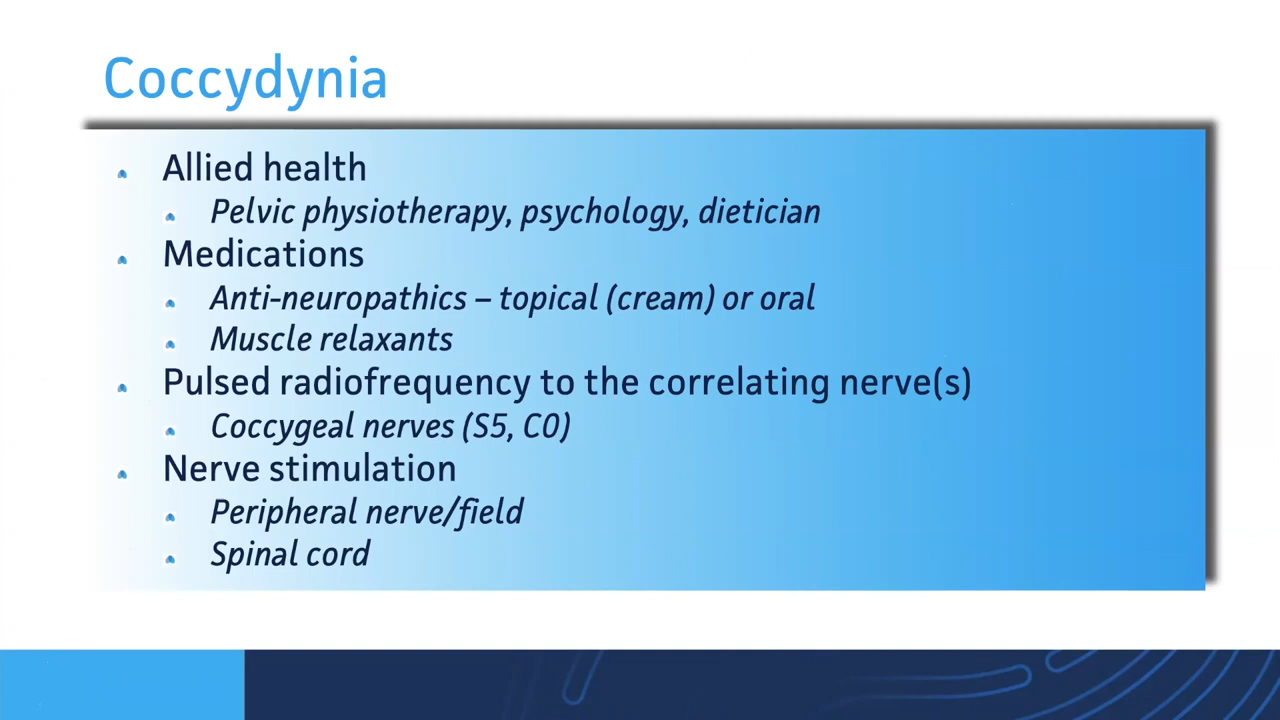 Coccydynia
Allied health
Pelvic physiotherapy, psychology, dietician
Medications
Anti-neuropathics – topical (cream) or oral
Muscle relaxants
Pulsed radiofrequency to the correlating nerve(s)
Coccygeal nerves (S5, C0)
Nerve stimulation
Peripheral nerve/field
Spinal cord